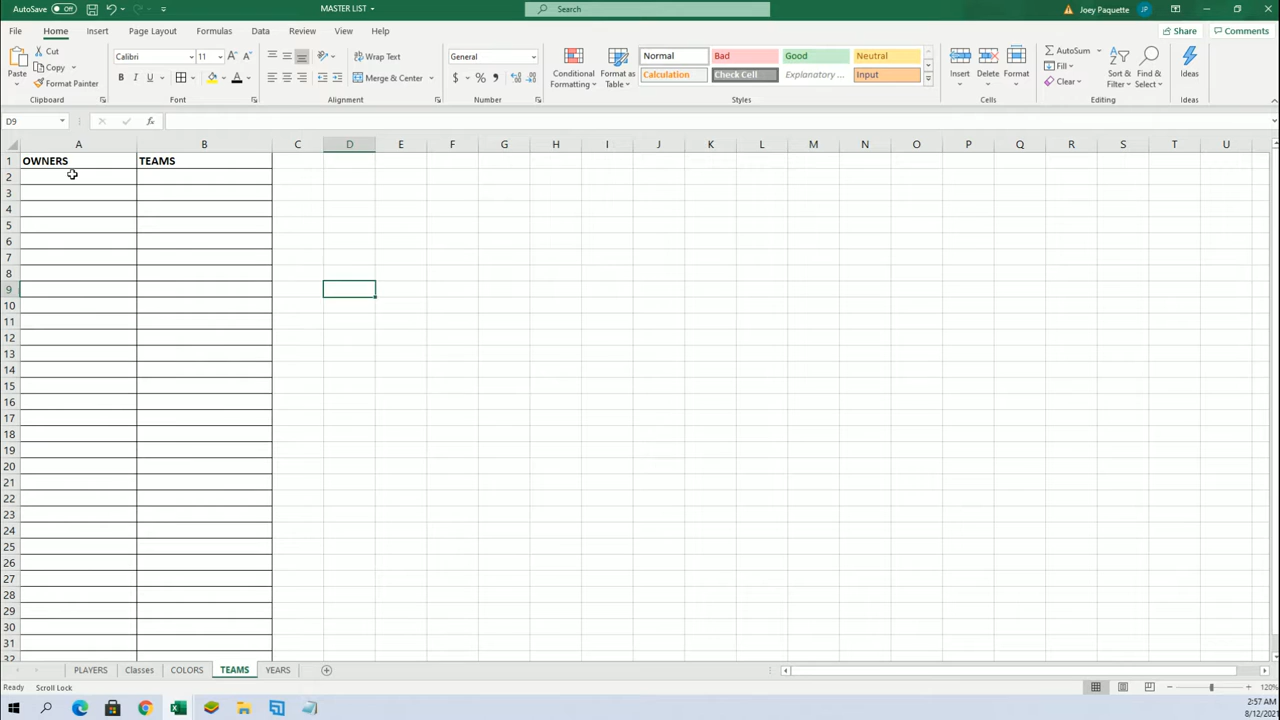 AutoSave Off MASTER LIST Search Joey Paquette JP
File Home Insert Page Layout Formulas Data Review View Help Share Comments
Paste Cut Copy Format Painter Clipboard
Calibri 11 B I U A Font
Wrap Text Merge & Center Alignment
General $ % 9 Number
Conditional Formatting Format as Table
Normal Bad Good Neutral
Calculation Check Cell Explanatory ... Input
Styles
Insert Delete Format Cells
AutoSum Fill Clear Sort & Filter Find & Select Editing
Ideas Ideas
D9 fx
A B C D E F G H I J K L M N O P Q R S T U
1 OWNERS TEAMS
2
3
4
5
6
7
8
9
10
11
12
13
14
15
16
17
18
19
20
21
22
23
24
25
26
27
28
29
30
31
32
PLAYERS Classes COLORS TEAMS YEARS
Ready Scroll Lock 120%
2:57 AM
8/12/2021